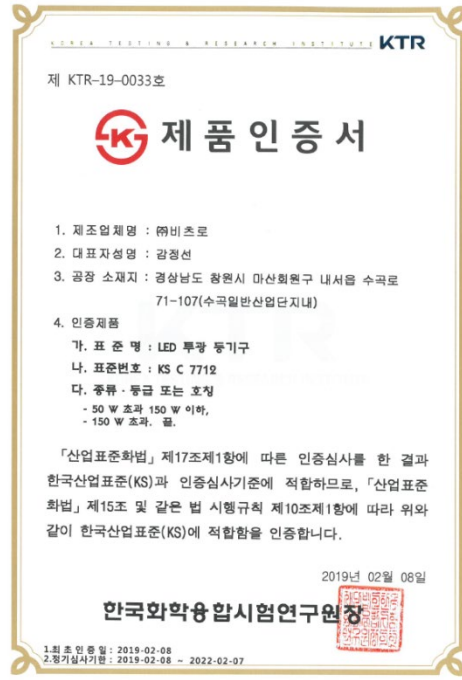 KOREA TESTING & RESEARCH INSTITUTE KTR
제 KTR-19-0033호
제품인증서
1. 제조업체명 : ㈜비츠로
2. 대표자성명 : 감정선
3. 공장 소재지 : 경상남도 창원시 마산회원구 내서읍 수곡로
71-107(수곡일반산업단지내)
4. 인증제품
가. 표 준 명 : LED 투광 등기구
나. 표준번호 : KS C 7712
다. 종류·등급 또는 호칭
- 50 W 초과 150 W 이하,
- 150 W 초과. 끝.
「산업표준화법」제17조제1항에 따른 인증심사를 한 결과
한국산업표준(KS)과 인증심사기준에 적합하므로,「산업표준
화법」제15조 및 같은 법 시행규칙 제10조제1항에 따라 위와
같이 한국산업표준(KS)에 적합함을 인증합니다.
2019년 02월 08일
한국화학융합시험연구원장
1.최 초 인 증 일 : 2019-02-08
2.정기심사기한 : 2019-02-08 ~ 2022-02-07